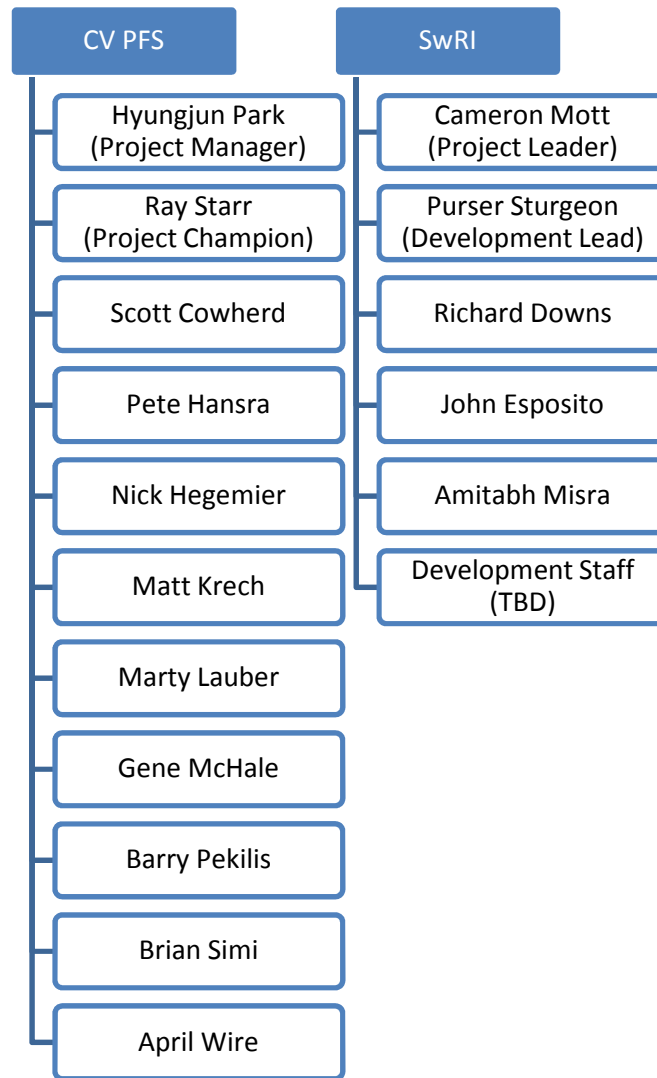 CV PFS
Hyungjun Park
(Project Manager)
Ray Starr
(Project Champion)
Scott Cowherd
Pete Hansra
Nick Hegemier
Matt Krech
Marty Lauber
Gene McHale
Barry Pekilis
Brian Simi
April Wire
SwRI
Cameron Mott
(Project Leader)
Purser Sturgeon
(Development Lead)
Richard Downs
John Esposito
Amitabh Misra
Development Staff
(TBD)